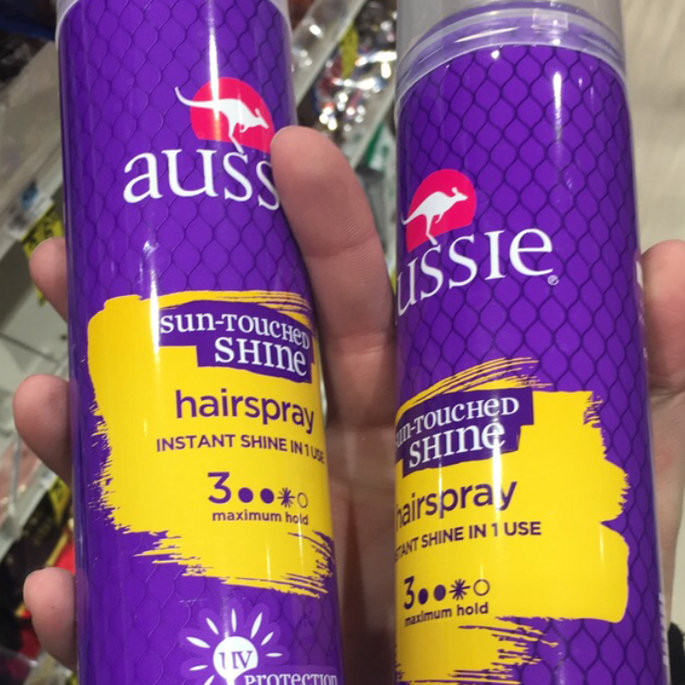 auss
sun-TOUCHED
SHINE
hairspray
INSTANT SHINE IN 1 USE
3
maximum hold
UV
PROTECTION
ussie
®
un-TOUCHED
SHINE
hairspray
STANT SHINE IN 1 USE
3
maximum hold